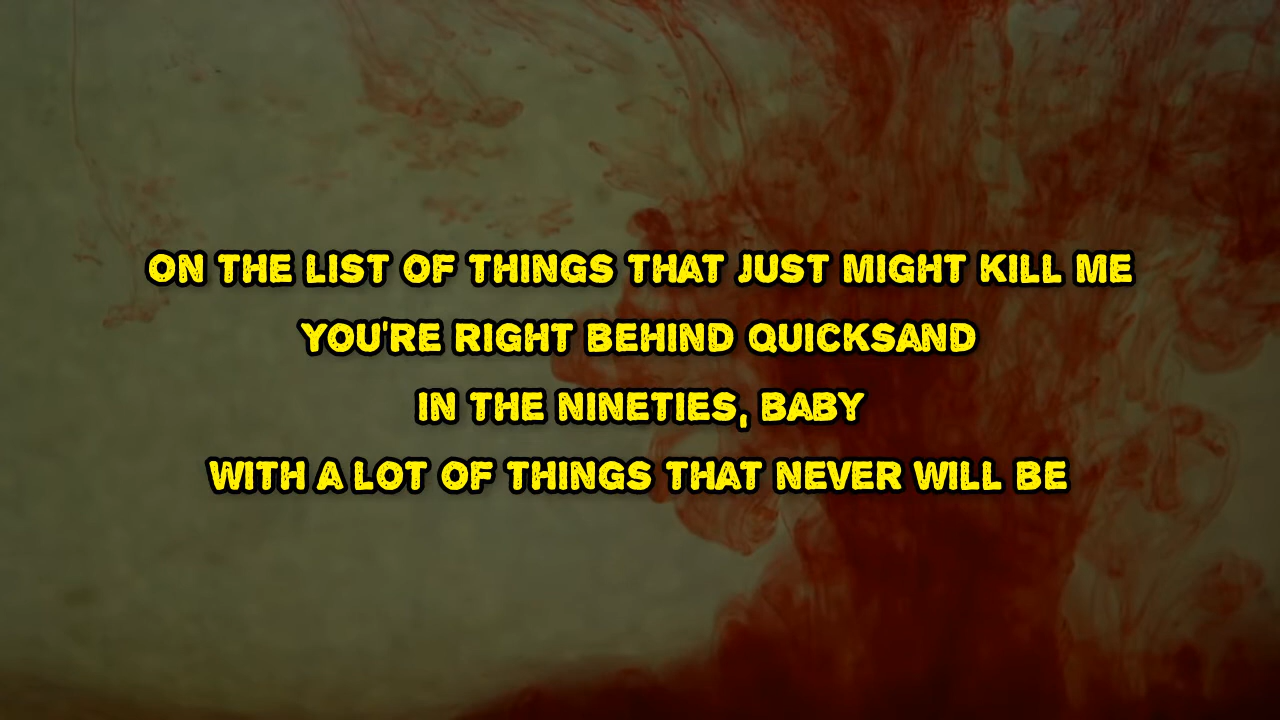 ON THE LIST OF THINGS THAT JUST MIGHT KILL ME
YOU'RE RIGHT BEHIND QUICKSAND
IN THE NINETIES, BABY
WITH A LOT OF THINGS THAT NEVER WILL BE